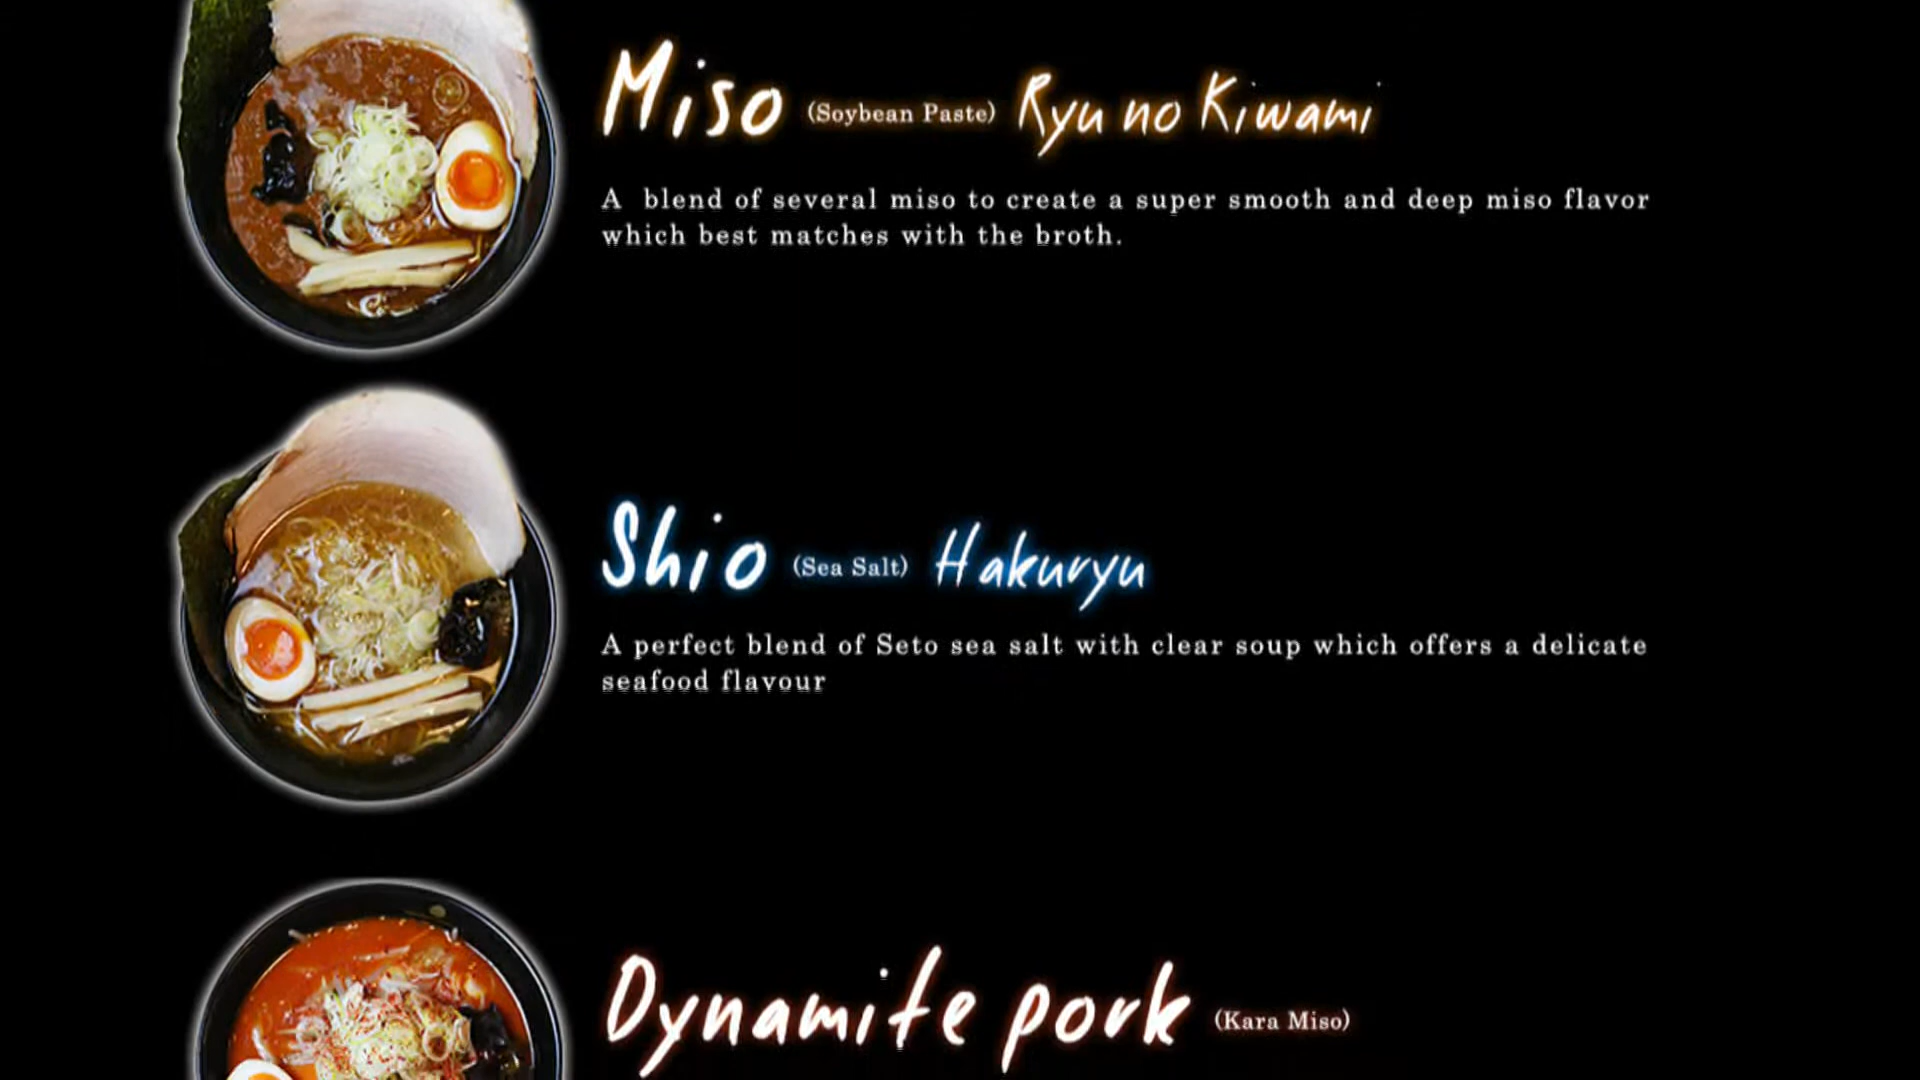 Miso (Soybean Paste) Ryu no Kiwami
A blend of several miso to create a super smooth and deep miso flavor
which best matches with the broth.
Shio (Sea Salt) Hakuryu
A perfect blend of Seto sea salt with clear soup which offers a delicate
seafood flavour
Dynamite pork (Kara Miso)